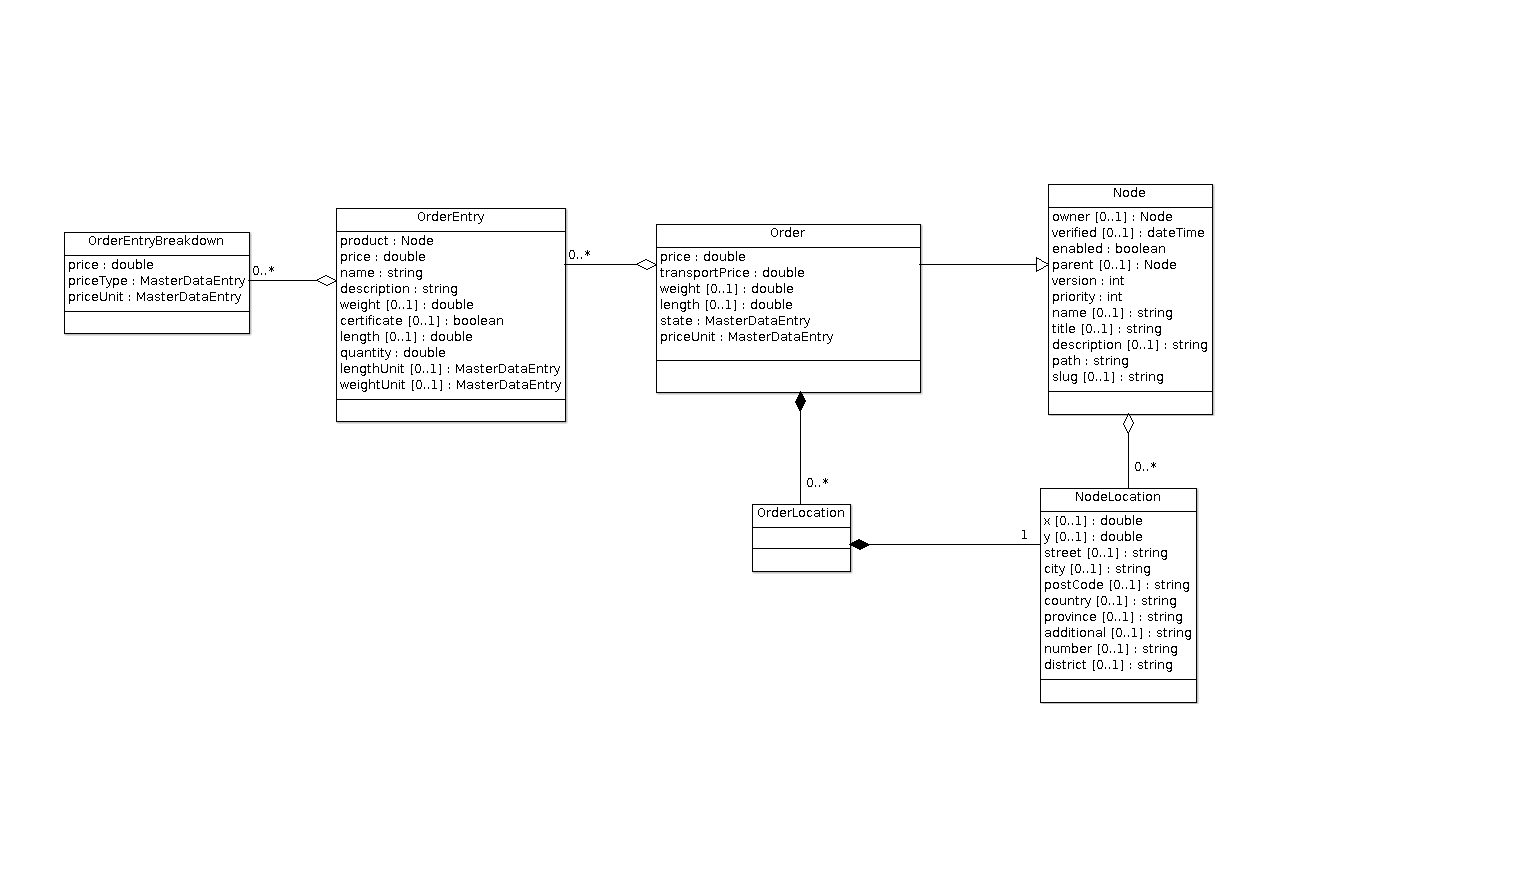 OrderEntryBreakdown
price : double
priceType : MasterDataEntry
priceUnit : MasterDataEntry
0..*
OrderEntry
product : Node
price : double
name : string
description : string
weight [0..1] : double
certificate [0..1] : boolean
length [0..1] : double
quantity : double
lengthUnit [0..1] : MasterDataEntry
weightUnit [0..1] : MasterDataEntry
0..*
Order
price : double
transportPrice : double
weight [0..1] : double
length [0..1] : double
state : MasterDataEntry
priceUnit : MasterDataEntry
Node
owner [0..1] : Node
verified [0..1] : dateTime
enabled : boolean
parent [0..1] : Node
version : int
priority : int
name [0..1] : string
title [0..1] : string
description [0..1] : string
path : string
slug [0..1] : string
0..*
0..*
OrderLocation
1
NodeLocation
x [0..1] : double
y [0..1] : double
street [0..1] : string
city [0..1] : string
postCode [0..1] : string
country [0..1] : string
province [0..1] : string
additional [0..1] : string
number [0..1] : string
district [0..1] : string